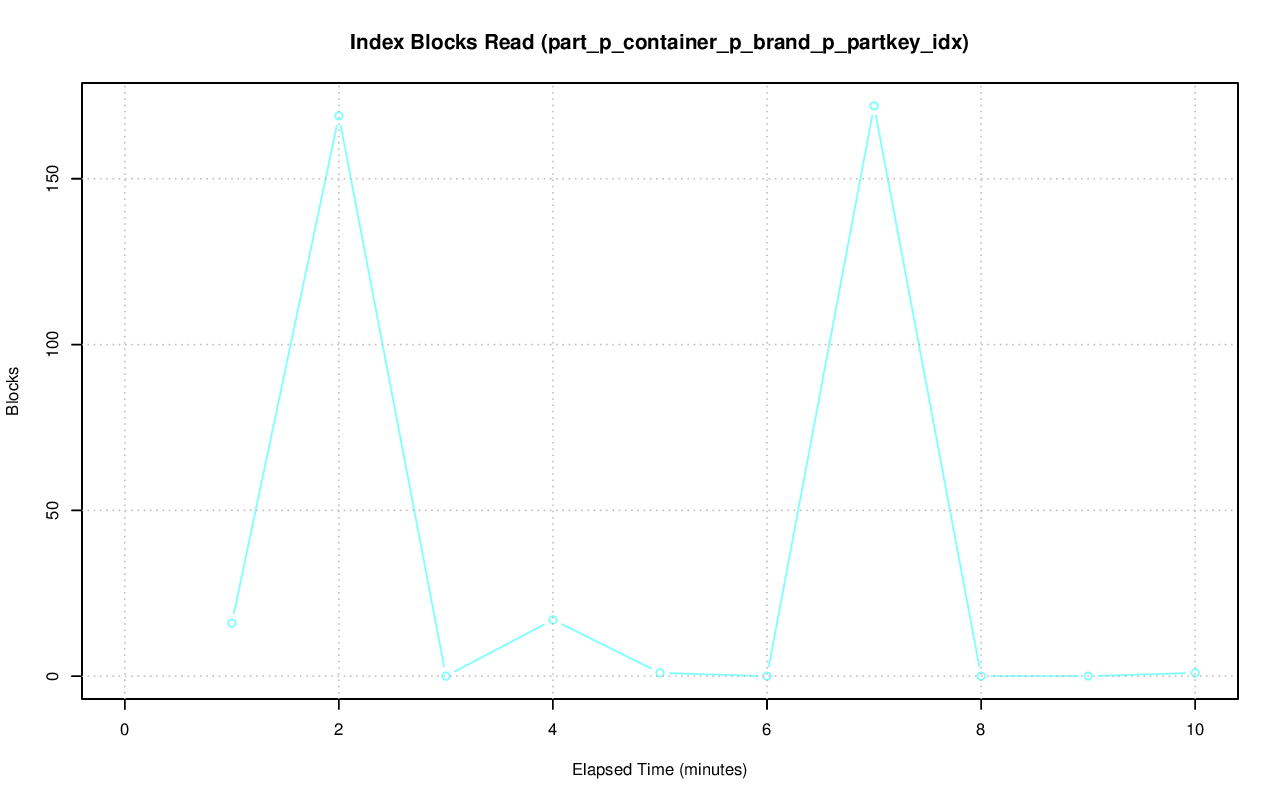 Index Blocks Read (part_p_container_p_brand_p_partkey_idx)
150
100
50
0
Blocks
0 2 4 6 8 10
Elapsed Time (minutes)